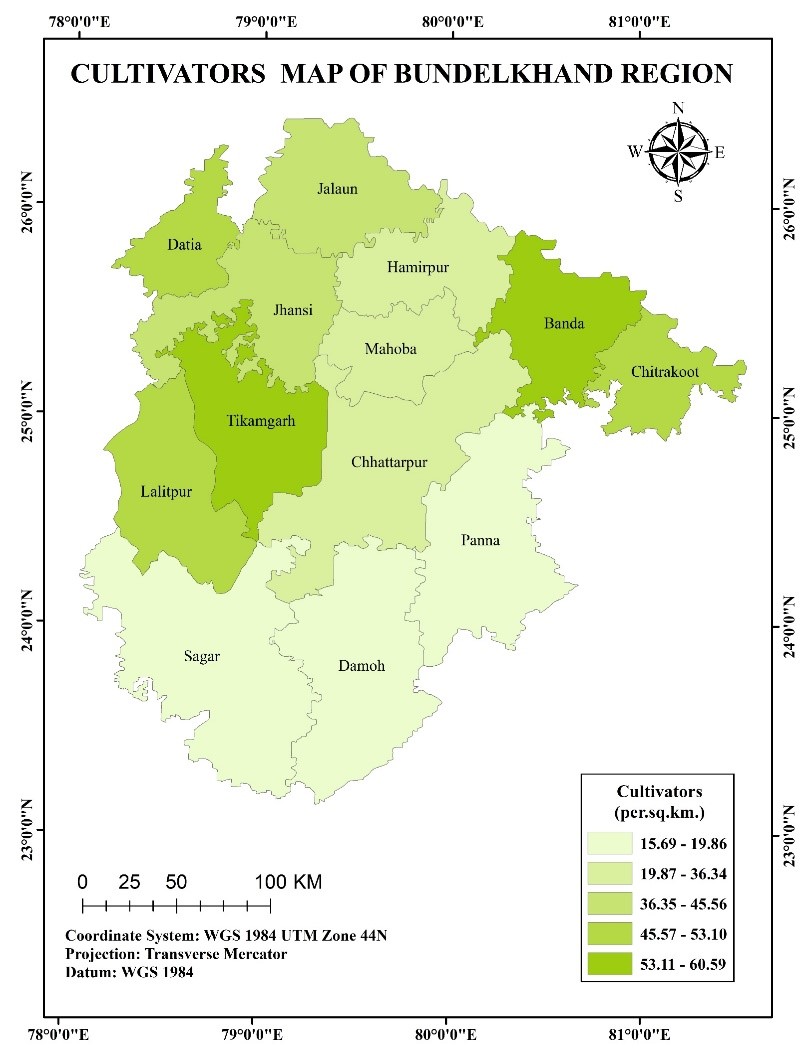 78°0'0"E 79°0'0"E 80°0'0"E 81°0'0"E
CULTIVATORS MAP OF BUNDELKHAND REGION
N
W E
S
26°0'0"N
26°0'0"N
25°0'0"N
25°0'0"N
24°0'0"N
24°0'0"N
23°0'0"N
23°0'0"N
Jalaun
Datia
Hamirpur
Jhansi
Banda
Mahoba
Chitrakoot
Tikamgarh
Chhattarpur
Lalitpur
Panna
Sagar
Damoh
Cultivators
(per.sq.km.)
15.69 - 19.86
19.87 - 36.34
36.35 - 45.56
45.57 - 53.10
53.11 - 60.59
0 25 50 100 KM
Coordinate System: WGS 1984 UTM Zone 44N
Projection: Transverse Mercator
Datum: WGS 1984
78°0'0"E 79°0'0"E 80°0'0"E 81°0'0"E